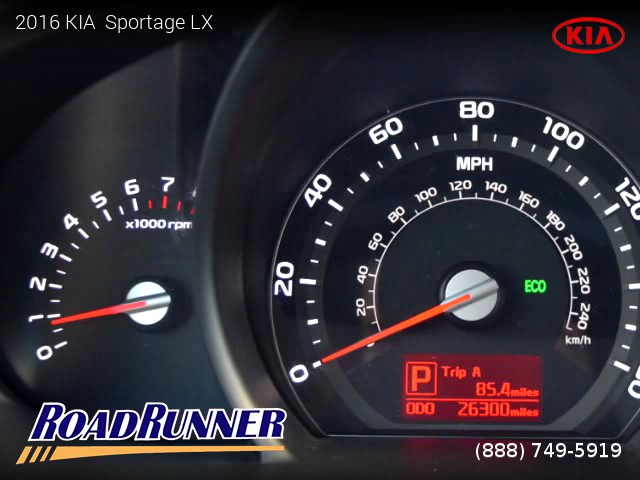 2016 KIA Sportage LX
KIA
0 1 2 3 4 5 6 7
x1000 rpm
0 20 40 60 80 100 120
MPH
0 20 40 60 80 100 120 140 160 180 200 220 240
km/h
ECO
P
Trip A
85.4miles
ODO 26300miles
ROADRUNNER
(888) 749-5919